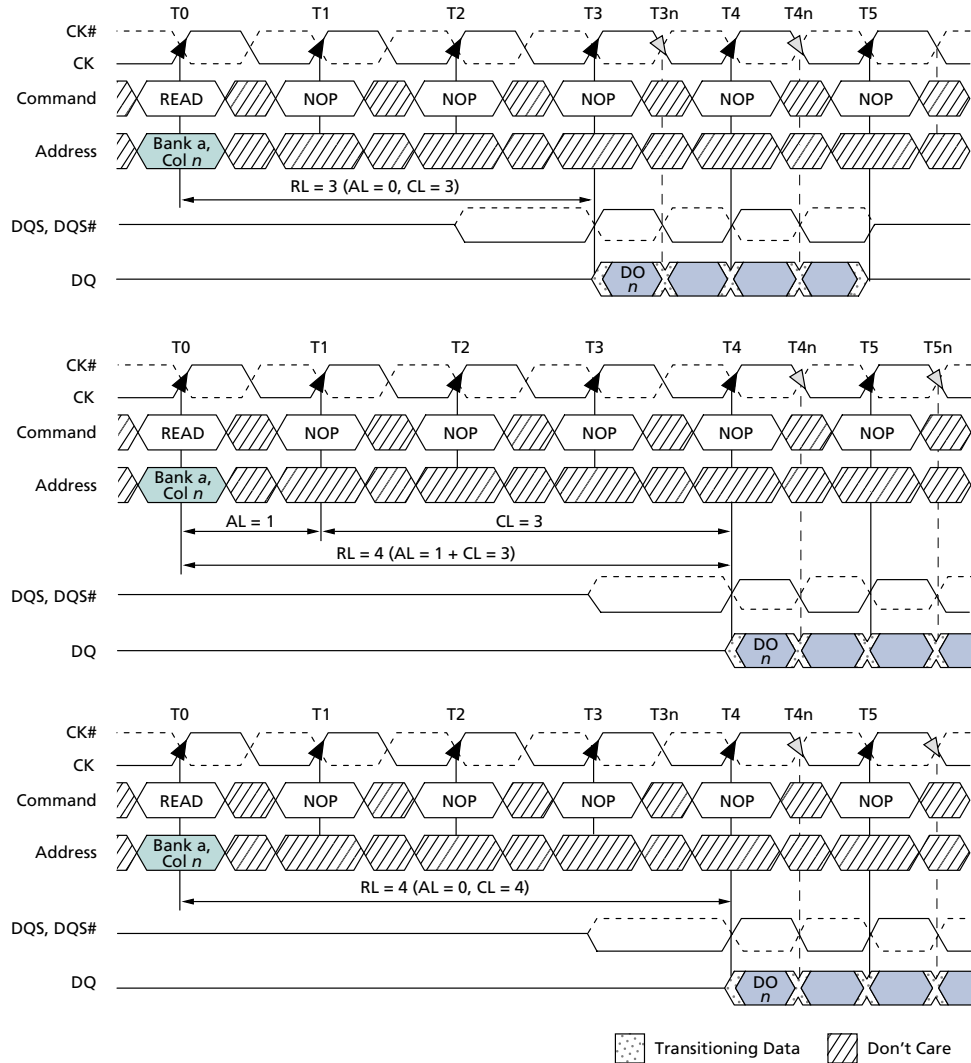 T0 T1 T2 T3 T3n T4 T4n T5
CK#
CK
Command READ NOP NOP NOP NOP NOP
Address Bank a,
Col n
RL = 3 (AL = 0, CL = 3)
DQS, DQS#
DQ DO
n
T0 T1 T2 T3 T4 T4n T5 T5n
CK#
CK
Command READ NOP NOP NOP NOP NOP
Address Bank a,
Col n
AL = 1 CL = 3
RL = 4 (AL = 1 + CL = 3)
DQS, DQS#
DQ DO
n
T0 T1 T2 T3 T3n T4 T4n T5
CK#
CK
Command READ NOP NOP NOP NOP NOP
Address Bank a,
Col n
RL = 4 (AL = 0, CL = 4)
DQS, DQS#
DQ DO
n
Transitioning Data Don't Care